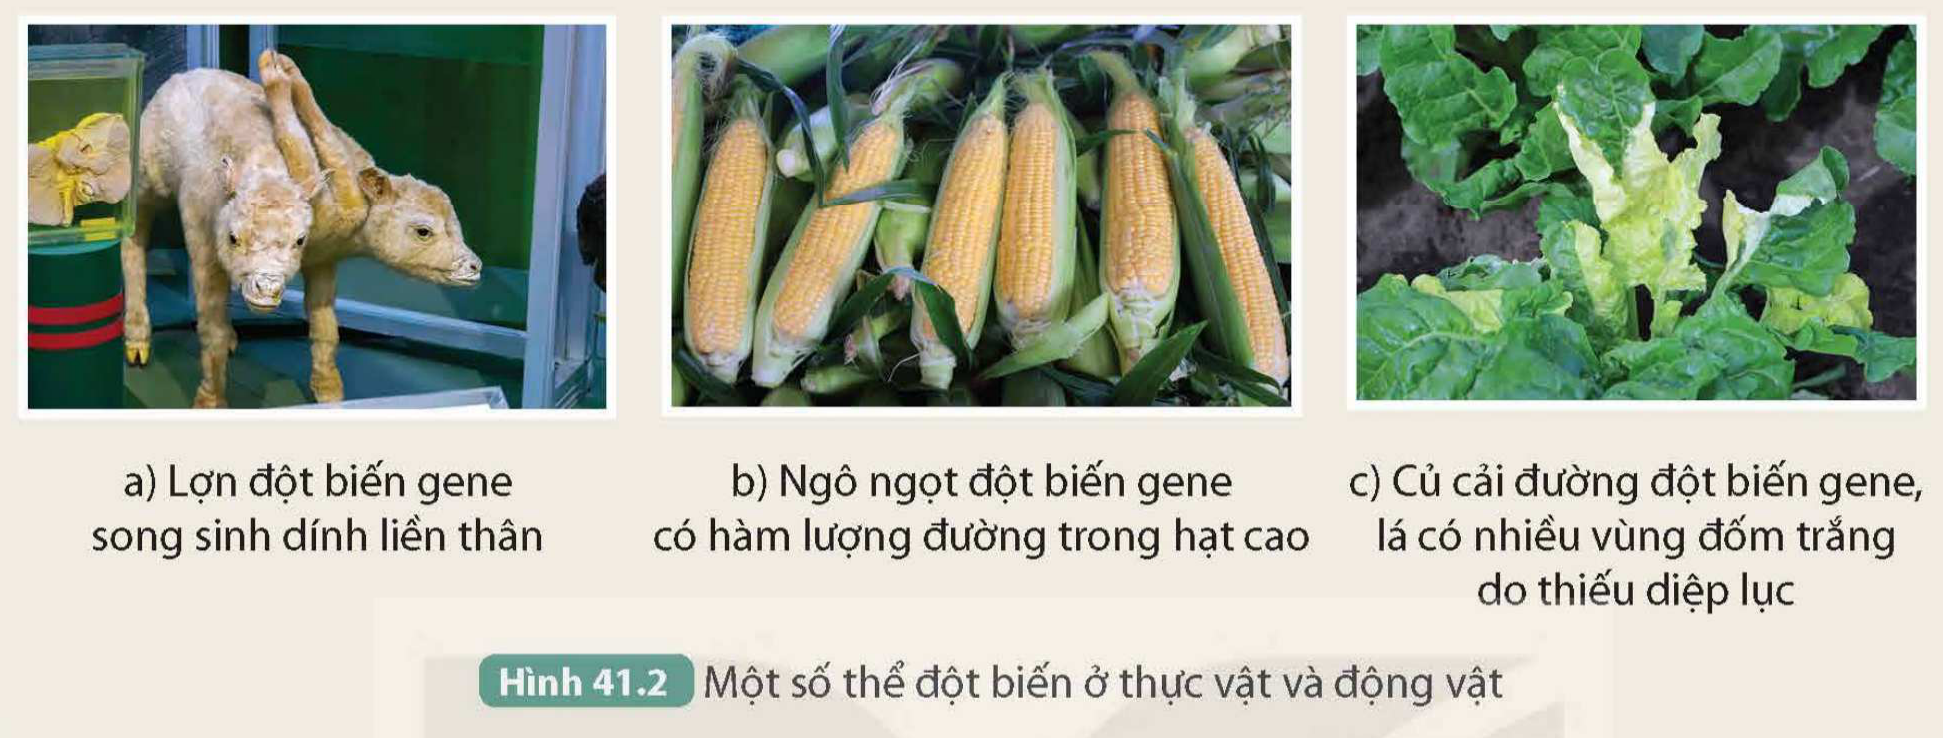 a) Lợn đột biến gene
song sinh dính liền thân
b) Ngô ngọt đột biến gene
có hàm lượng đường trong hạt cao
c) Củ cải đường đột biến gene,
lá có nhiều vùng đốm trắng
do thiếu diệp lục
Hình 41.2 Một số thể đột biến ở thực vật và động vật